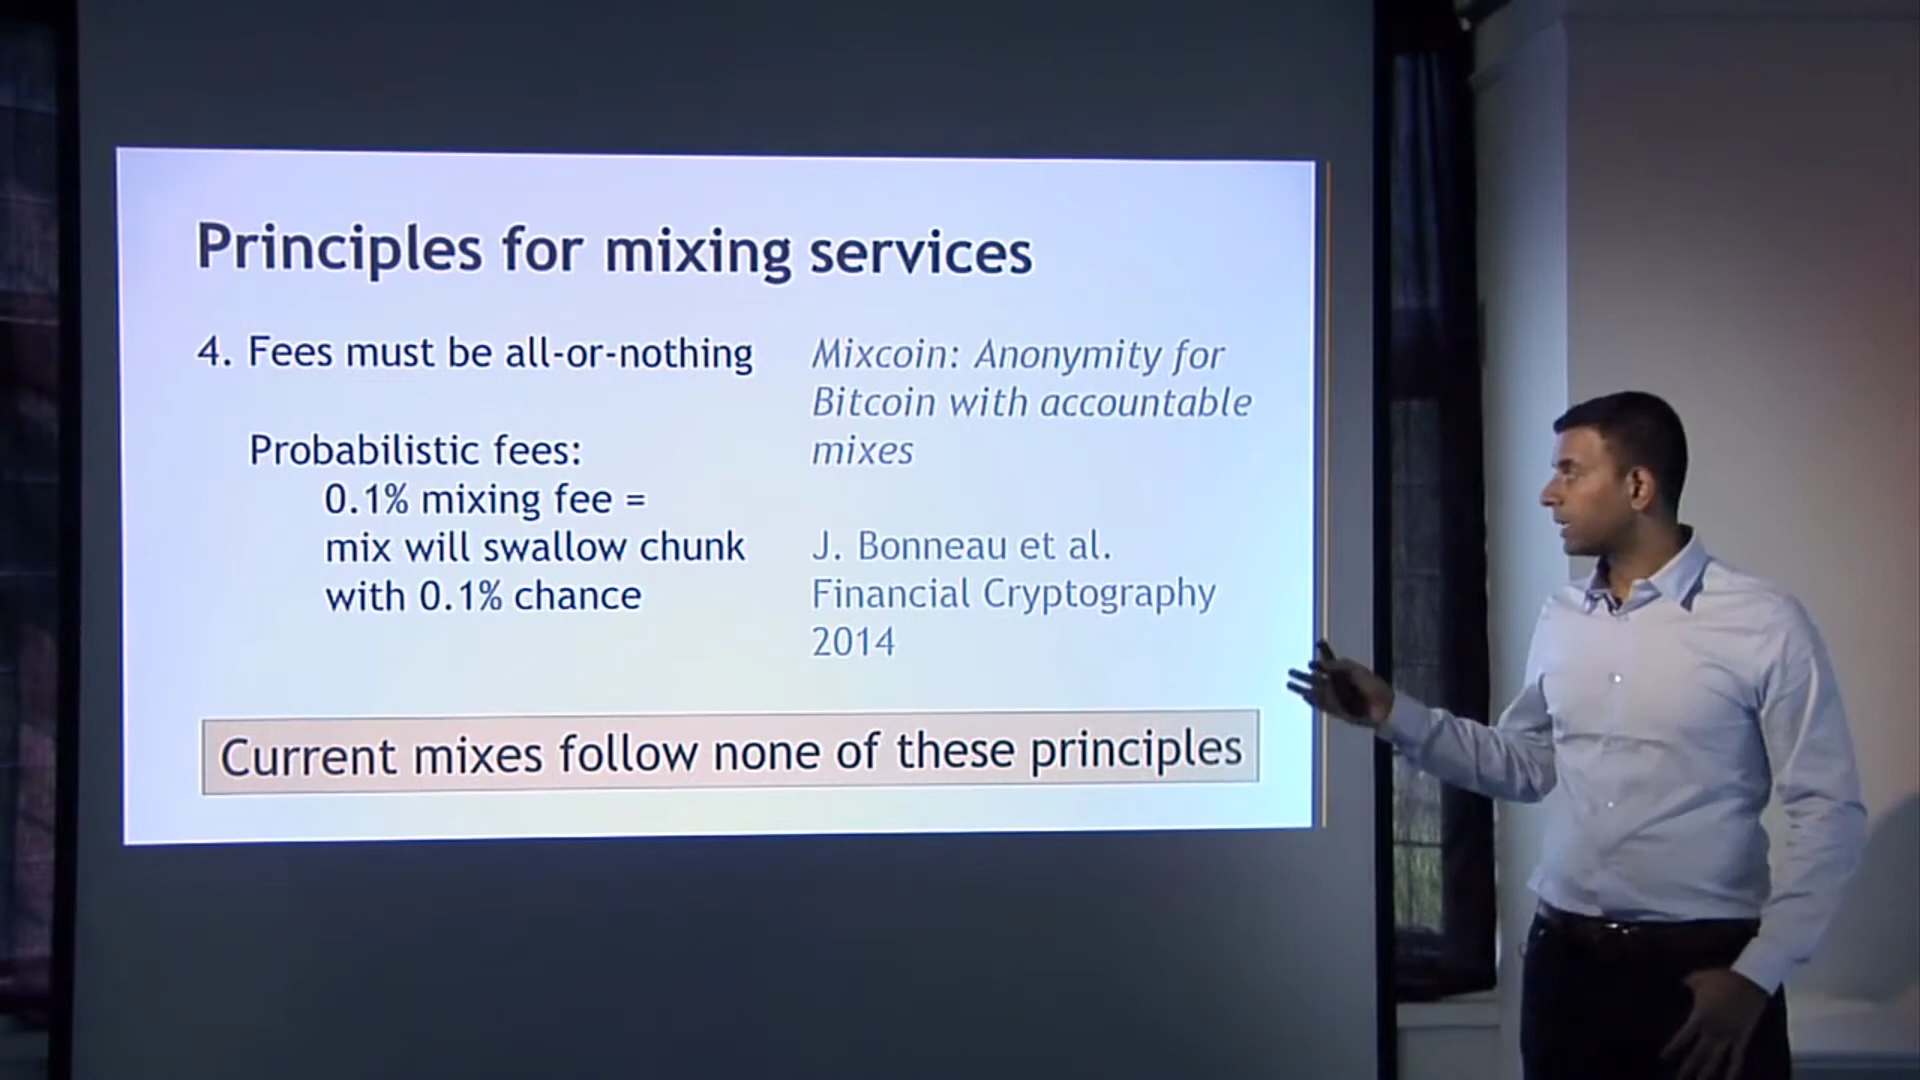 Principles for mixing services
4. Fees must be all-or-nothing
Probabilistic fees:
0.1% mixing fee =
mix will swallow chunk
with 0.1% chance
Mixcoin: Anonymity for
Bitcoin with accountable
mixes
J. Bonneau et al.
Financial Cryptography
2014
Current mixes follow none of these principles